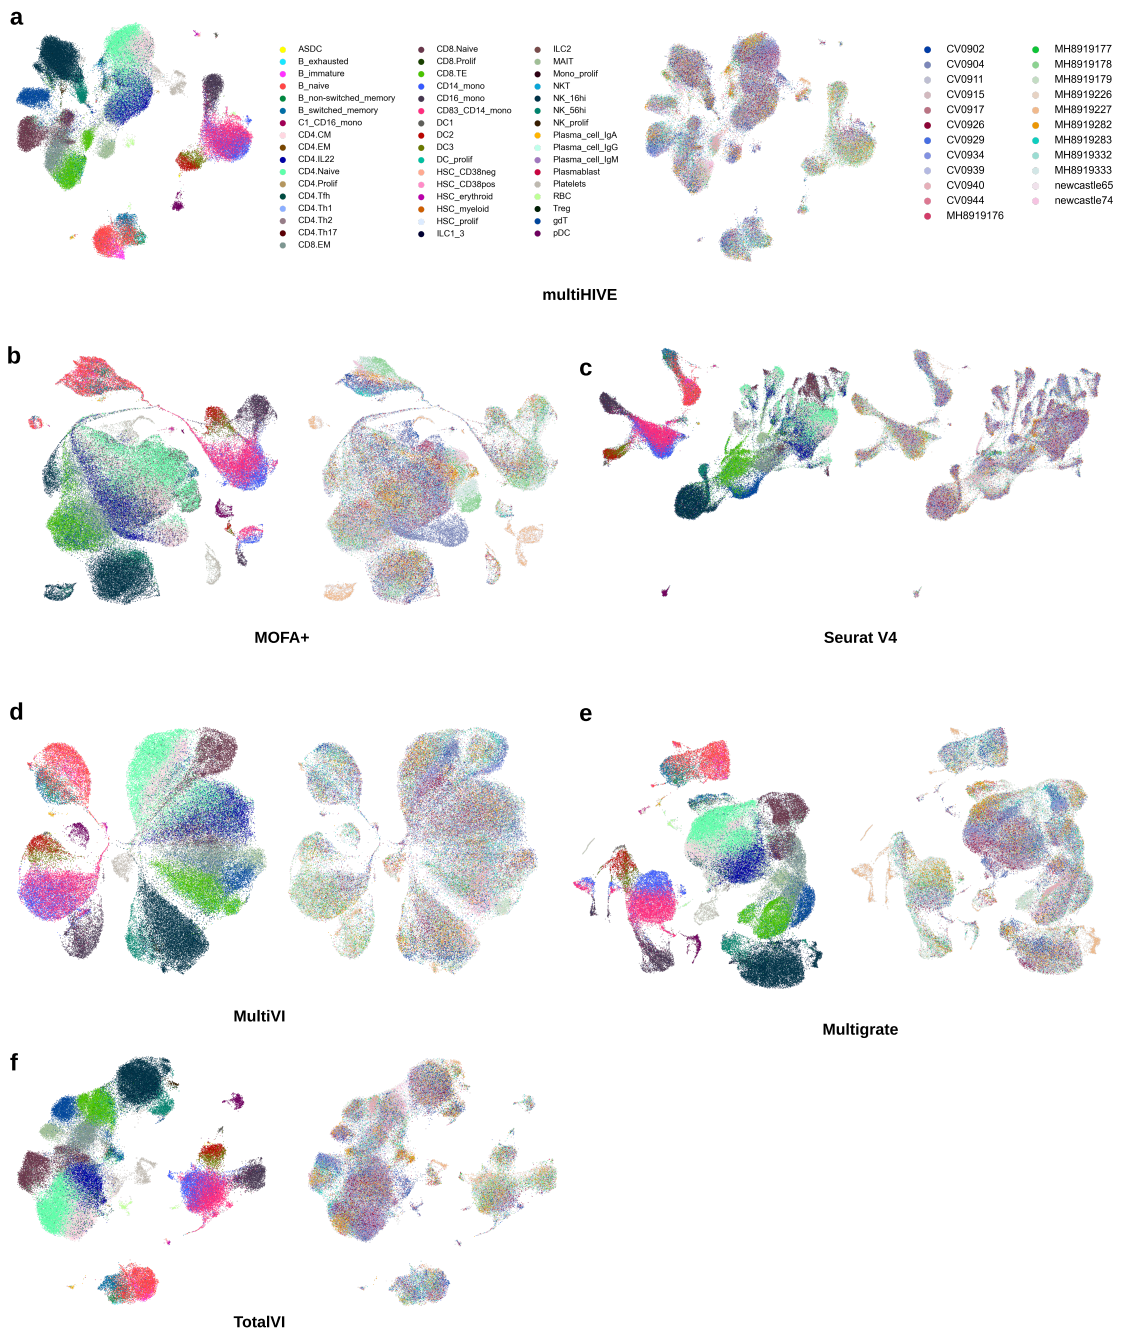 a
ASDC
B_exhausted
B_immature
B_naive
B_non-switched_memory
B_switched_memory
C1_CD16_mono
CD4.CM
CD4.EM
CD4.IL22
CD4.Naive
CD4.Prolif
CD4.Tfh
CD4.Th1
CD4.Th2
CD4.Th17
CD8.EM
CD8.Naive
CD8.Prolif
CD8.TE
CD14_mono
CD16_mono
CD83_CD14_mono
DC1
DC2
DC3
DC_prolif
HSC_CD38neg
HSC_CD38pos
HSC_erythroid
HSC_myeloid
HSC_prolif
ILC1_3
ILC2
MAIT
Mono_prolif
NKT
NK_16hi
NK_56hi
NK_prolif
Plasma_cell_IgA
Plasma_cell_IgG
Plasma_cell_IgM
Plasmablast
Platelets
RBC
Treg
gdT
pDC
CV0902
CV0904
CV0911
CV0915
CV0917
CV0926
CV0929
CV0934
CV0939
CV0940
CV0944
MH8919176
MH8919177
MH8919178
MH8919179
MH8919226
MH8919227
MH8919282
MH8919283
MH8919332
MH8919333
newcastle65
newcastle74
multiHIVE
b
MOFA+
c
Seurat V4
d
MultiVI
e
Multigrate
f
TotalVI